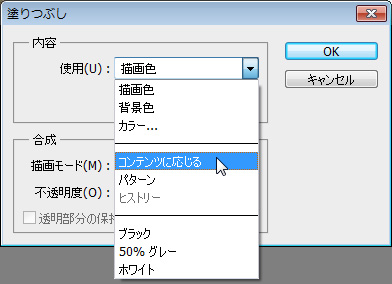 塗りつぶし
内容
OK
使用(U) : 描画色
キャンセル
描画色
背景色
カラー...
合成
描画モード(M) :
コンテンツに応じる
パターン
不透明度(O) :
ヒストリー
透明部分の保
ブラック
50% グレー
ホワイト